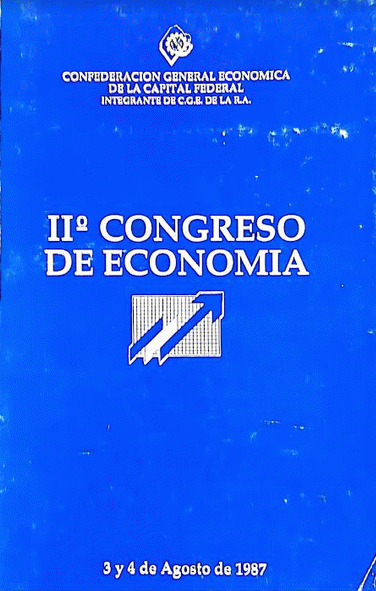 CONFEDERACION GENERAL ECONOMICA
DE LA CAPITAL FEDERAL
INTEGRANTE DE C.G.E. DE LA R.A.
IIº CONGRESO
DE ECONOMIA
3 y 4 de Agosto de 1987